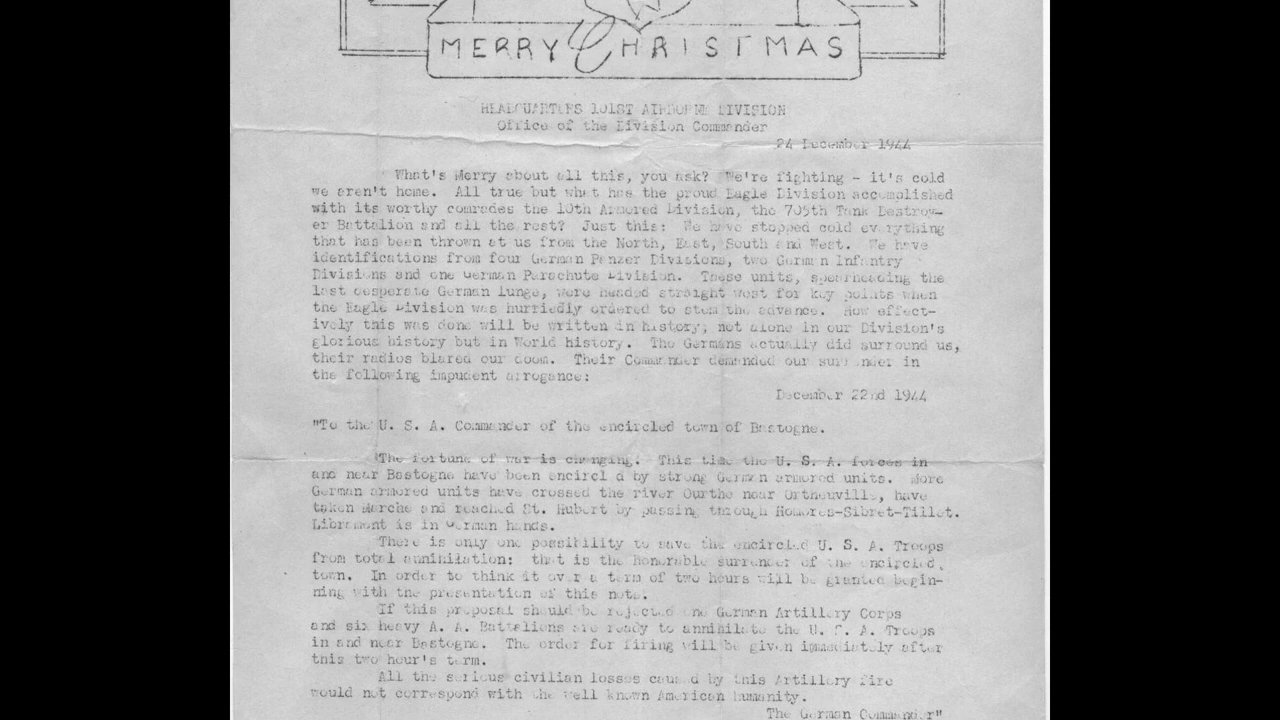 MERRY CHRISTMAS
HEADQUARTERS 101ST AIRBORNE DIVISION
Office of the Division Commander
24 December 1944
What's Merry about all this, you ask? We're fighting - it's cold
we aren't home. All true but what has the proud Eagle Division accomplished
with its worthy comrades the 10th Armored Division, the 705th Tank Destroy-
er Battalion and all the rest? Just this: We have stopped cold everything
that has been thrown at us from the North, East, South and West. We have
identifications from four German Panzer Divisions, two German Infantry
Divisions and one German Parachute Division. These units, spearheading the
last desperate German lunge, were headed straight west for key points when
the Eagle Division was hurriedly ordered to stem the advance. How effect-
ively this was done will be written in history; not alone in our Division's
glorious history but in World history. The Germans actually did surround us,
their radios blared our doom. Their Commander demanded our surrender in
the following impudent arrogance:
December 22nd 1944
"To the U. S. A. Commander of the encircled town of Bastogne.
The fortune of war is changing. This time the U. S. A. forces in
and near Bastogne have been encircled by strong German armored units. More
German armored units have crossed the river Ourthe near Ortheuville, have
taken Marche and reached St. Hubert by passing through Homores-Sibret-Tillet.
Libramont is in German hands.
There is only one possibility to save the encircled U. S. A. Troops
from total annihilation: that is the honorable surrender of the encircled
town. In order to think it over a term of two hours will be granted begin-
ning with the presentation of this note.
If this proposal should be rejected one German Artillery Corps
and six heavy A. A. Battalions are ready to annihilate the U. S. A. Troops
in and near Bastogne. The order for firing will be given immediately after
this two hour's term.
All the serious civilian losses caused by this Artillery fire
would not correspond with the well known American humanity.
The German Commander"